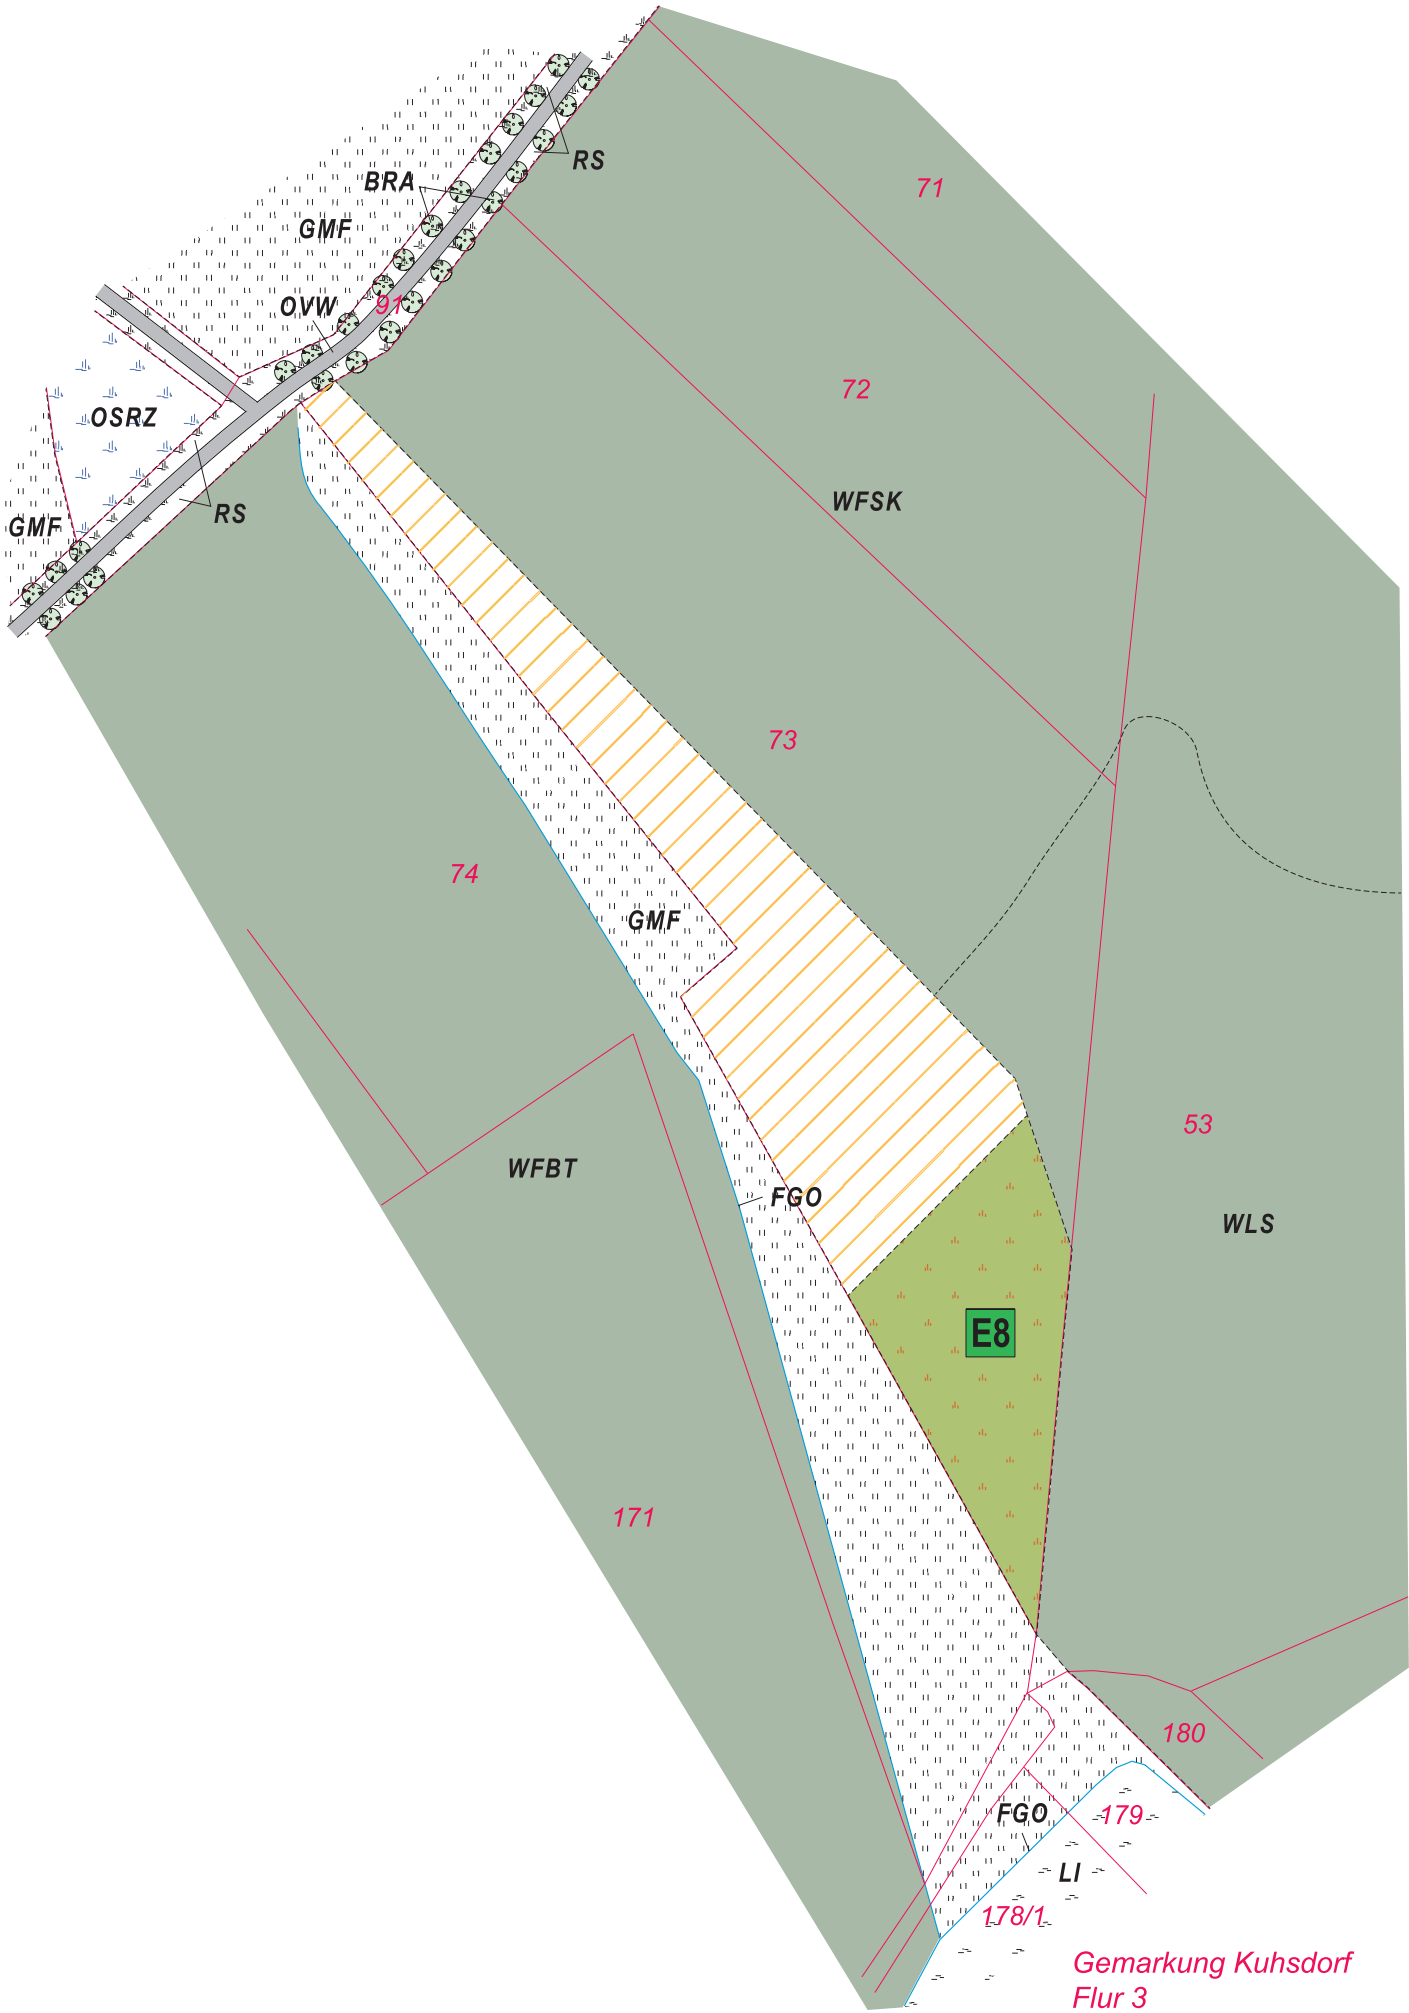 RS
BRA
71
GMF
91
OVW
72
OSRZ
WFSK
RS
GMF
73
74
GMF
53
WFBT
FGO
WLS
E8
171
180
FGO
179
LI
178/1
Gemarkung Kuhsdorf
Flur 3